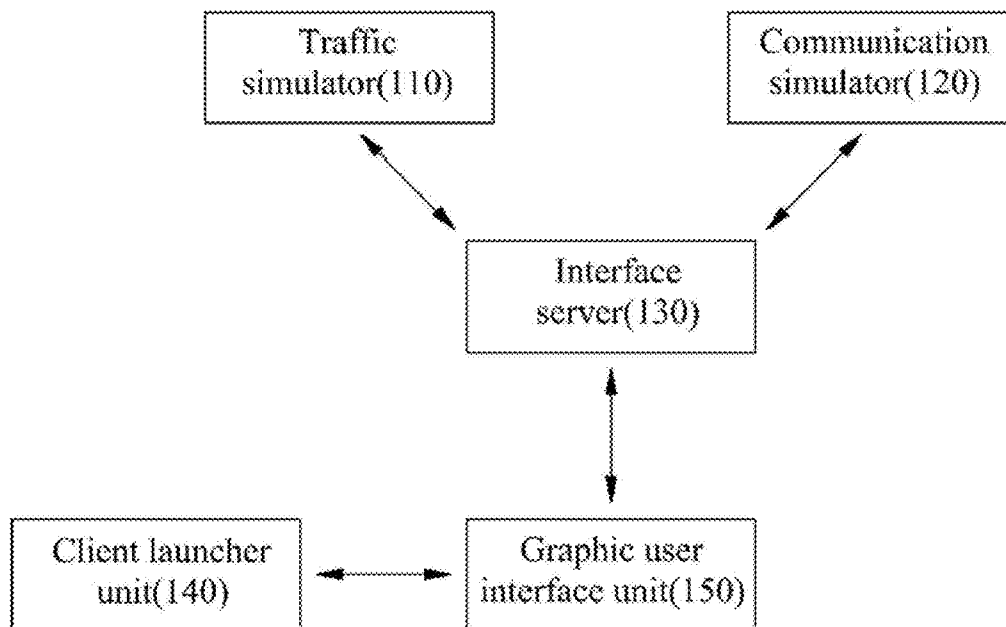 Traffic
simulator(110)
Communication
simulator(120)
Interface
server(130)
Client launcher
unit(140)
Graphic user
interface unit(150)